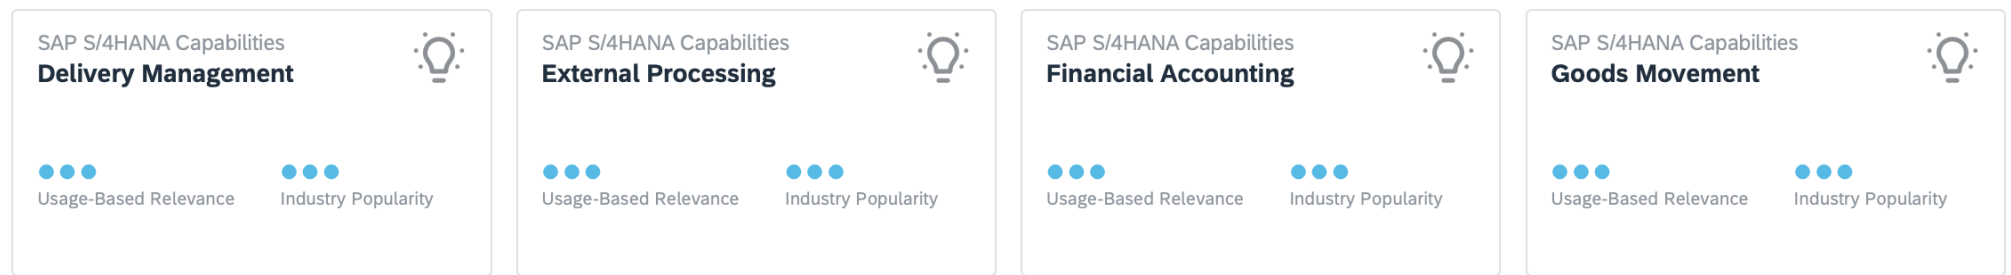 SAP S/4HANA Capabilities
Delivery Management
Usage-Based Relevance
Industry Popularity
SAP S/4HANA Capabilities
External Processing
Usage-Based Relevance
Industry Popularity
SAP S/4HANA Capabilities
Financial Accounting
Usage-Based Relevance
Industry Popularity
SAP S/4HANA Capabilities
Goods Movement
Usage-Based Relevance
Industry Popularity